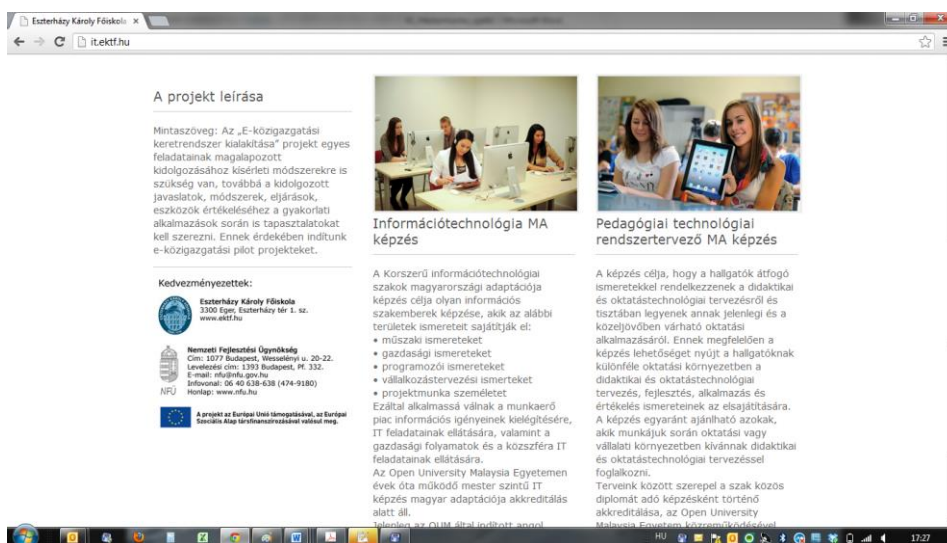 Eszterházy Károly Főiskola
it.ektf.hu
A projekt leírása
Mintaszöveg: Az „E-közigazgatási
keretrendszer kialakítása” projekt egyes
feladatainak magalapozott
kidolgozásához kísérleti módszerekre is
szükség van, továbbá a kidolgozott
javaslatok, módszerek, eljárások,
eszközök értékeléséhez a gyakorlati
alkalmazások során is tapasztalatokat
kell szerezni. Ennek érdekében indítunk
e-közigazgatási pilot projekteket.
Kedvezményezettek:
Eszterházy Károly Főiskola
3300 Eger, Eszterházy tér 1. sz.
www.ektf.hu
NFÜ
Nemzeti Fejlesztési Ügynökség
Cím: 1077 Budapest, Wesselényi u. 20-22.
Levelezési cím: 1393 Budapest, Pf. 332.
E-mail: nfu@nfu.gov.hu
Infovonal: 06 40 638-638 (474-9180)
Honlap: www.nfu.hu
A projekt az Európai Unió támogatásával, az Európai
Szociális Alap társfinanszírozásával valósul meg.
Információtechnológia MA
képzés
A Korszerű információtechnológiai
szakok magyarországi adaptációja
képzés célja olyan információs
szakemberek képzése, akik az alábbi
területek ismereteit sajátítják el:
• műszaki ismereteket
• gazdasági ismereteket
• programozói ismereteket
• vállalkozástervezési ismerteket
• projektmunka személetet
Ezáltal alkalmassá válnak a munkaerő
piac információs igényeinek kielégítésére,
IT feladatainak ellátására, valamint a
gazdasági folyamatok és a közszféra IT
feladatainak ellátására.
Az Open University Malaysia Egyetemen
évek óta működő mester szintű IT
képzés magyar adaptációja akkreditálás
alatt áll.
Jelenleg az OUM által indított angol
Pedagógiai technológiai
rendszertervező MA képzés
A képzés célja, hogy a hallgatók átfogó
ismeretekkel rendelkezzenek a didaktikai
és oktatástechnológiai tervezésről és
tisztában legyenek annak jelenlegi és a
közeljövőben várható oktatási
alkalmazásáról. Ennek megfelelően a
képzés lehetőséget nyújt a hallgatóknak
különféle oktatási környezetben a
didaktikai és oktatástechnológiai
tervezés, fejlesztés, alkalmazás és
értékelés ismereteinek az elsajátítására.
A képzés egyaránt ajánlható azokak,
akik munkájuk során oktatási vagy
vállalati környezetben kívánnak didaktikai
és oktatástechnológiai tervezéssel
foglalkozni.
Terveink között szerepel a szak közös
diplomát adó képzésként történő
akkreditálása, az Open University
Malaysia Egyetem közreműködésével
HU
17:27